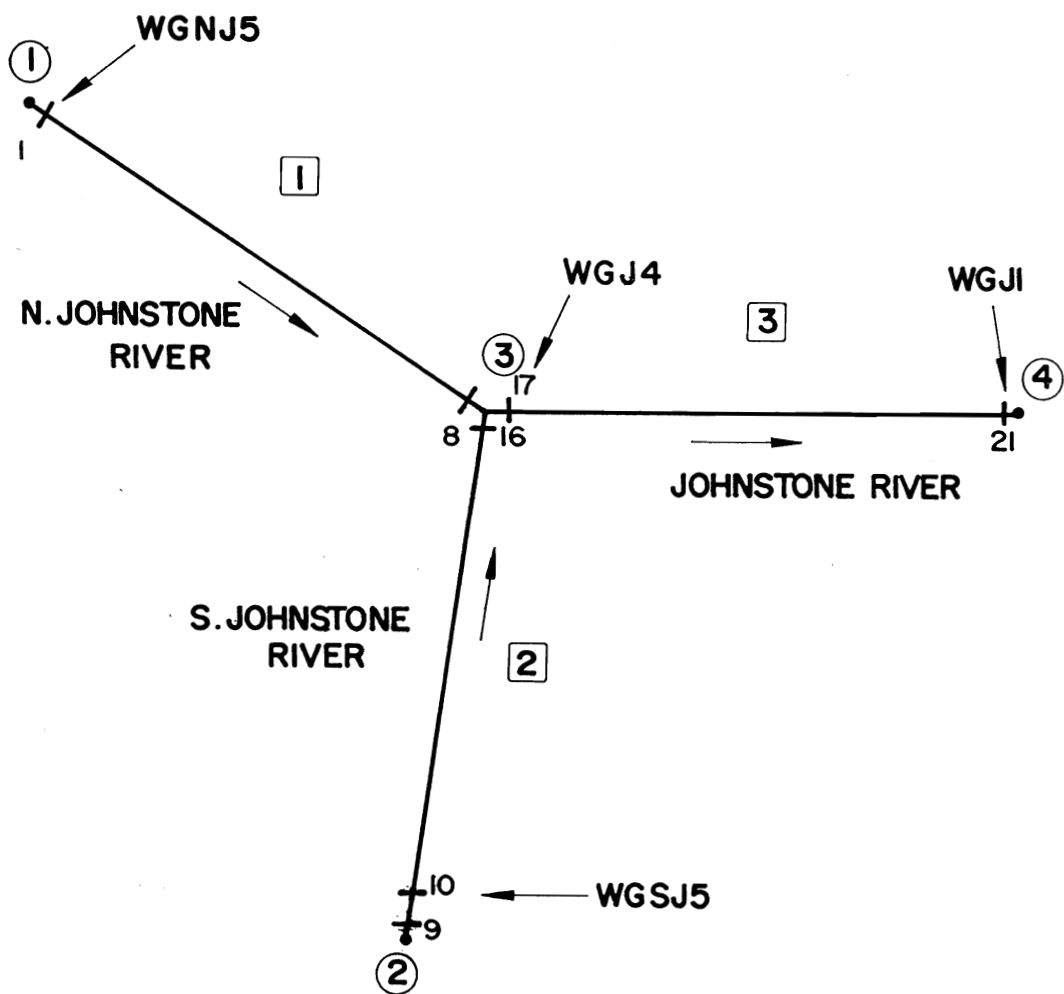 WGNJ5
1
1
1
N. JOHNSTONE
RIVER
WGJ4
WGJ1
3
3
17
4
8
16
21
JOHNSTONE RIVER
S. JOHNSTONE
RIVER
2
10
WGSJ5
9
2